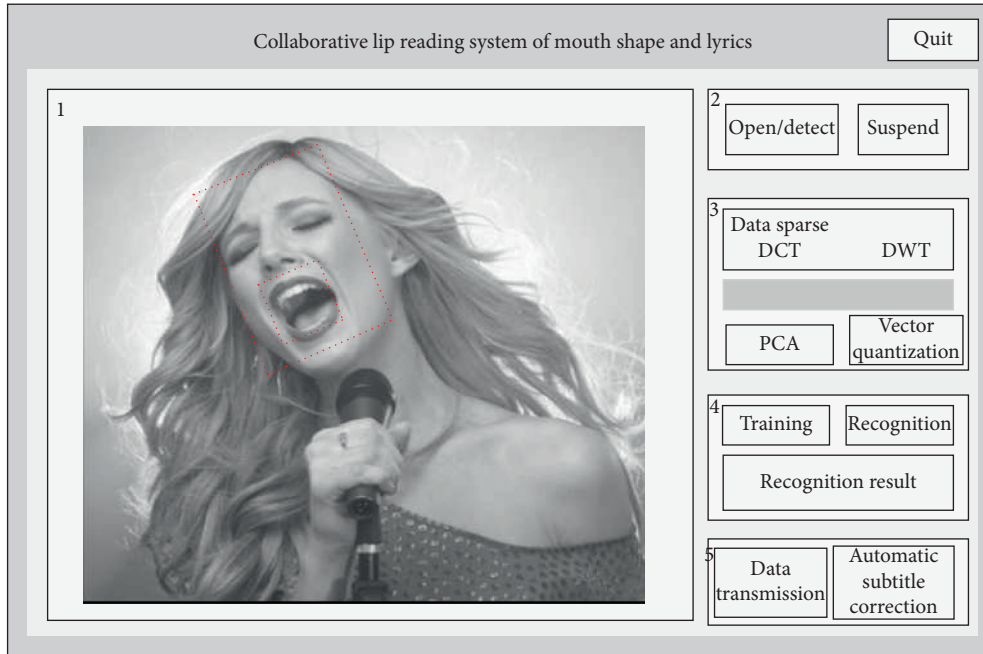 Collaborative lip reading system of mouth shape and lyrics
Quit
1
2
Open/detect
Suspend
3
Data sparse
DCT DWT
PCA
Vector
quantization
4
Training
Recognition
Recognition result
5
Data
transmission
Automatic
subtitle
correction